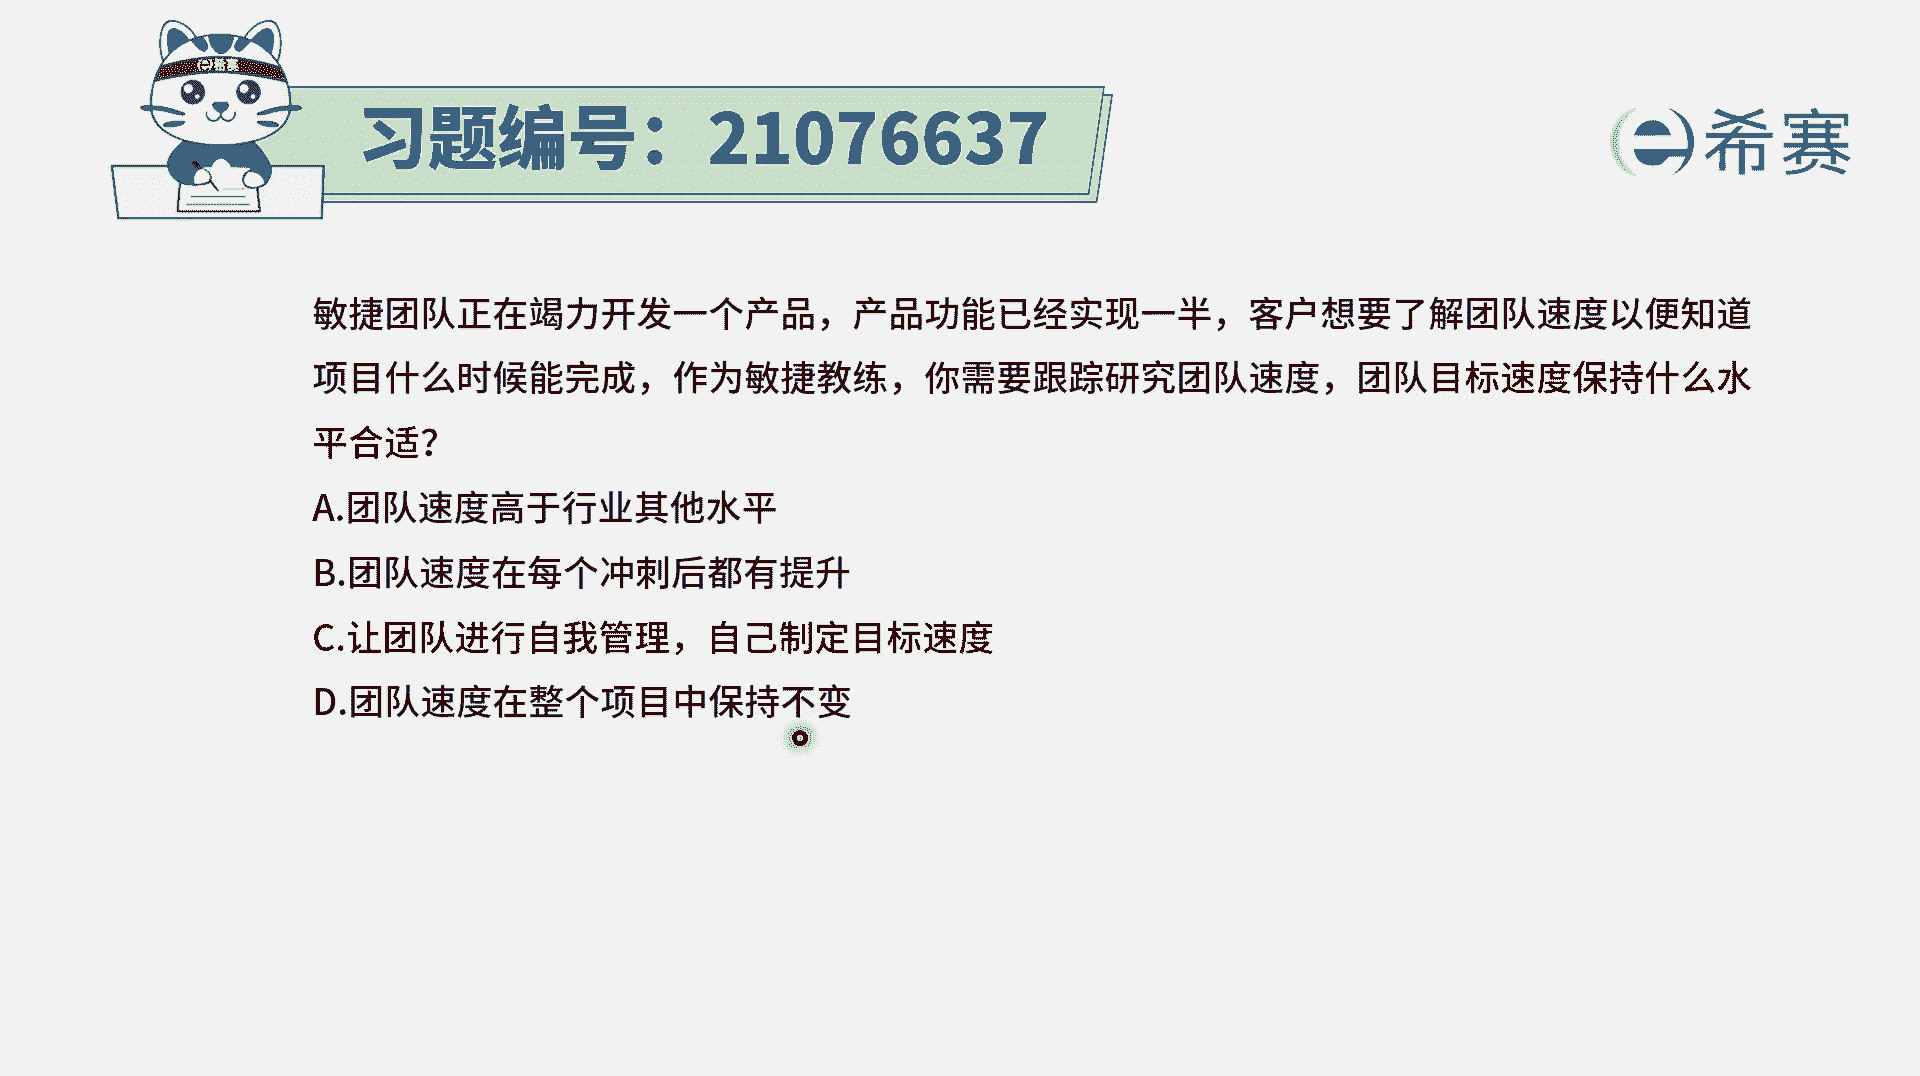 e希赛
习题编号：21076637
e希赛
敏捷团队正在竭力开发一个产品，产品功能已经实现一半，客户想要了解团队速度以便知道
项目什么时候能完成，作为敏捷教练，你需要跟踪研究团队速度，团队目标速度保持什么水
平合适？
A.团队速度高于行业其他水平
B.团队速度在每个冲刺后都有提升
C.让团队进行自我管理，自己制定目标速度
D.团队速度在整个项目中保持不变